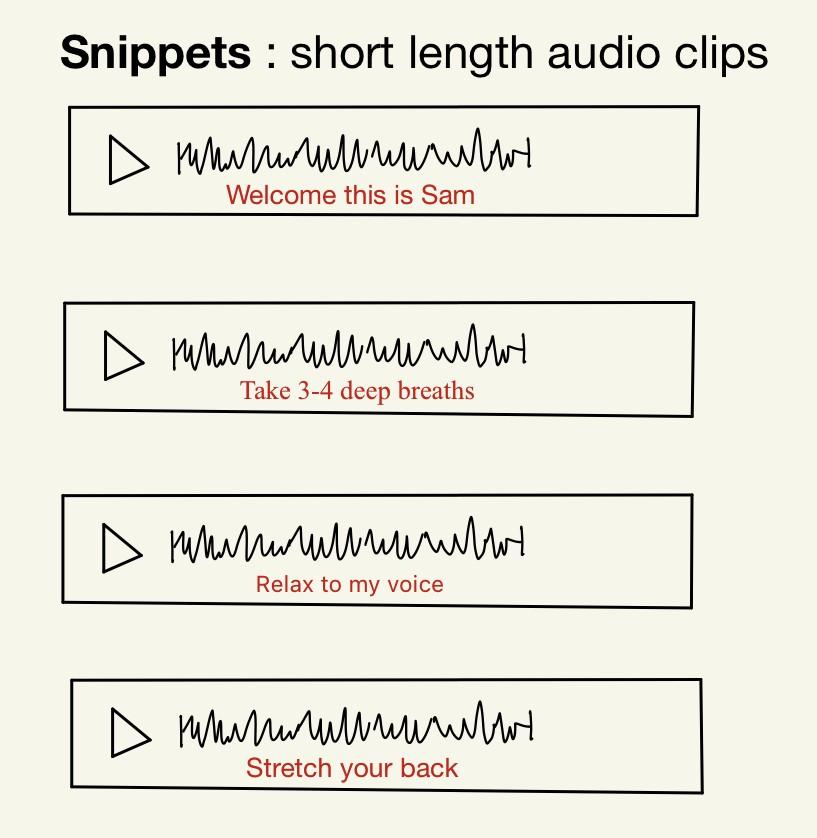 Snippets : short length audio clips
Welcome this is Sam
Take 3-4 deep breaths
Relax to my voice
Stretch your back